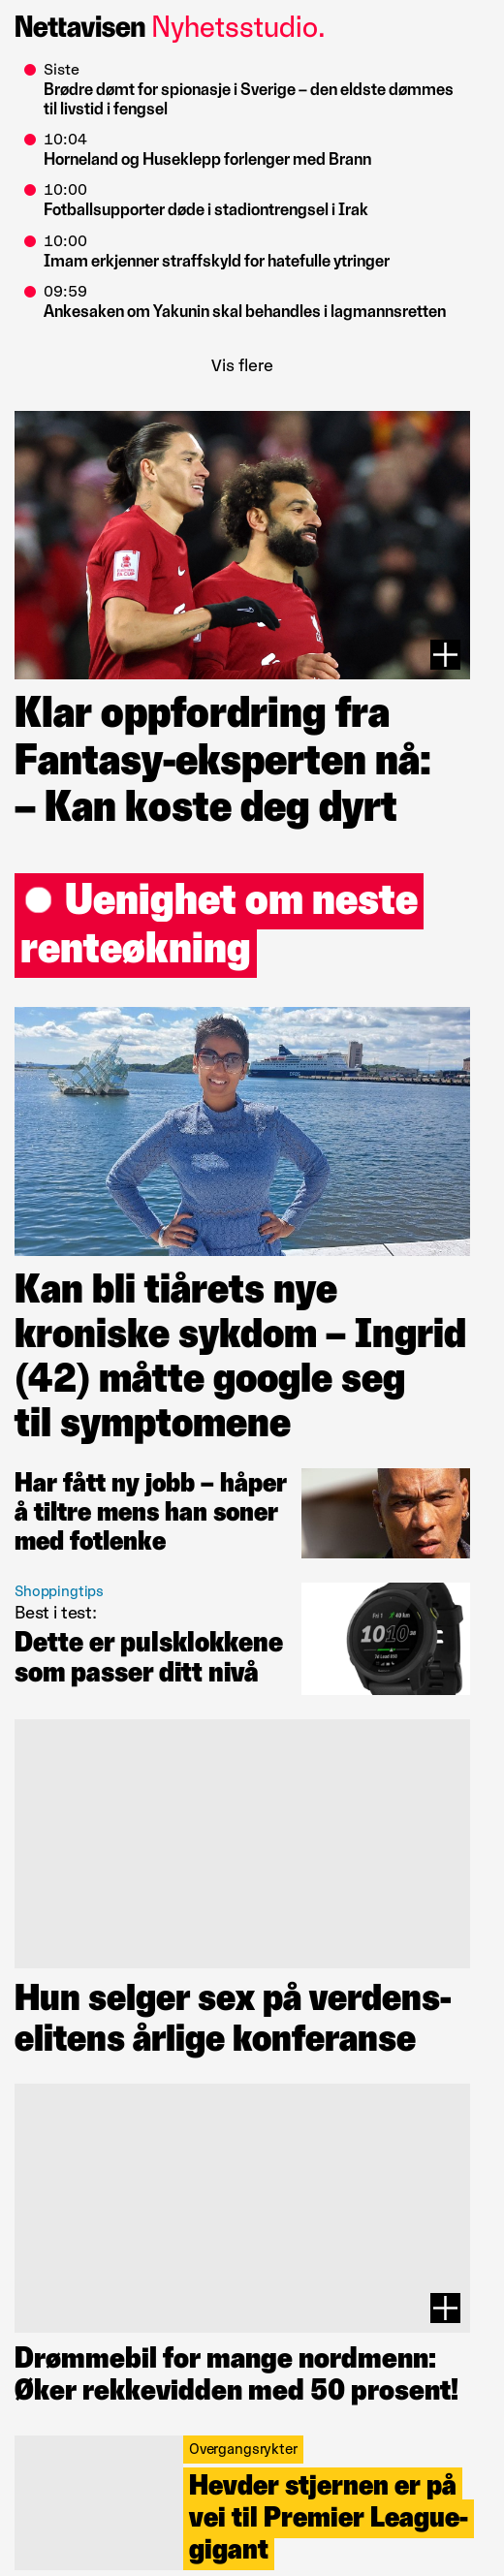 Nettavisen Nyhetsstudio.
Siste
Brødre dømt for spionasje i Sverige – den eldste dømmes
til livstid i fengsel
10:04
Horneland og Huseklepp forlenger med Brann
10:00
Fotballsupporter døde i stadiontrengsel i Irak
10:00
Imam erkjenner straffskyld for hatefulle ytringer
09:59
Ankesaken om Yakunin skal behandles i lagmannsretten
Vis flere
Klar oppfordring fra
Fantasy-eksperten nå:
– Kan koste deg dyrt
Uenighet om neste
renteøkning
Kan bli tiårets nye
kroniske sykdom – Ingrid
(42) måtte google seg
til symptomene
Har fått ny jobb – håper
å tiltre mens han soner
med fotlenke
Shoppingtips
Best i test:
Dette er pulsklokkene
som passer ditt nivå
1010
Hun selger sex på verdens-
elitens årlige konferanse
Drømmebil for mange nordmenn:
Øker rekkevidden med 50 prosent!
Overgangsrykter
Hevder stjernen er på
vei til Premier League-
gigant